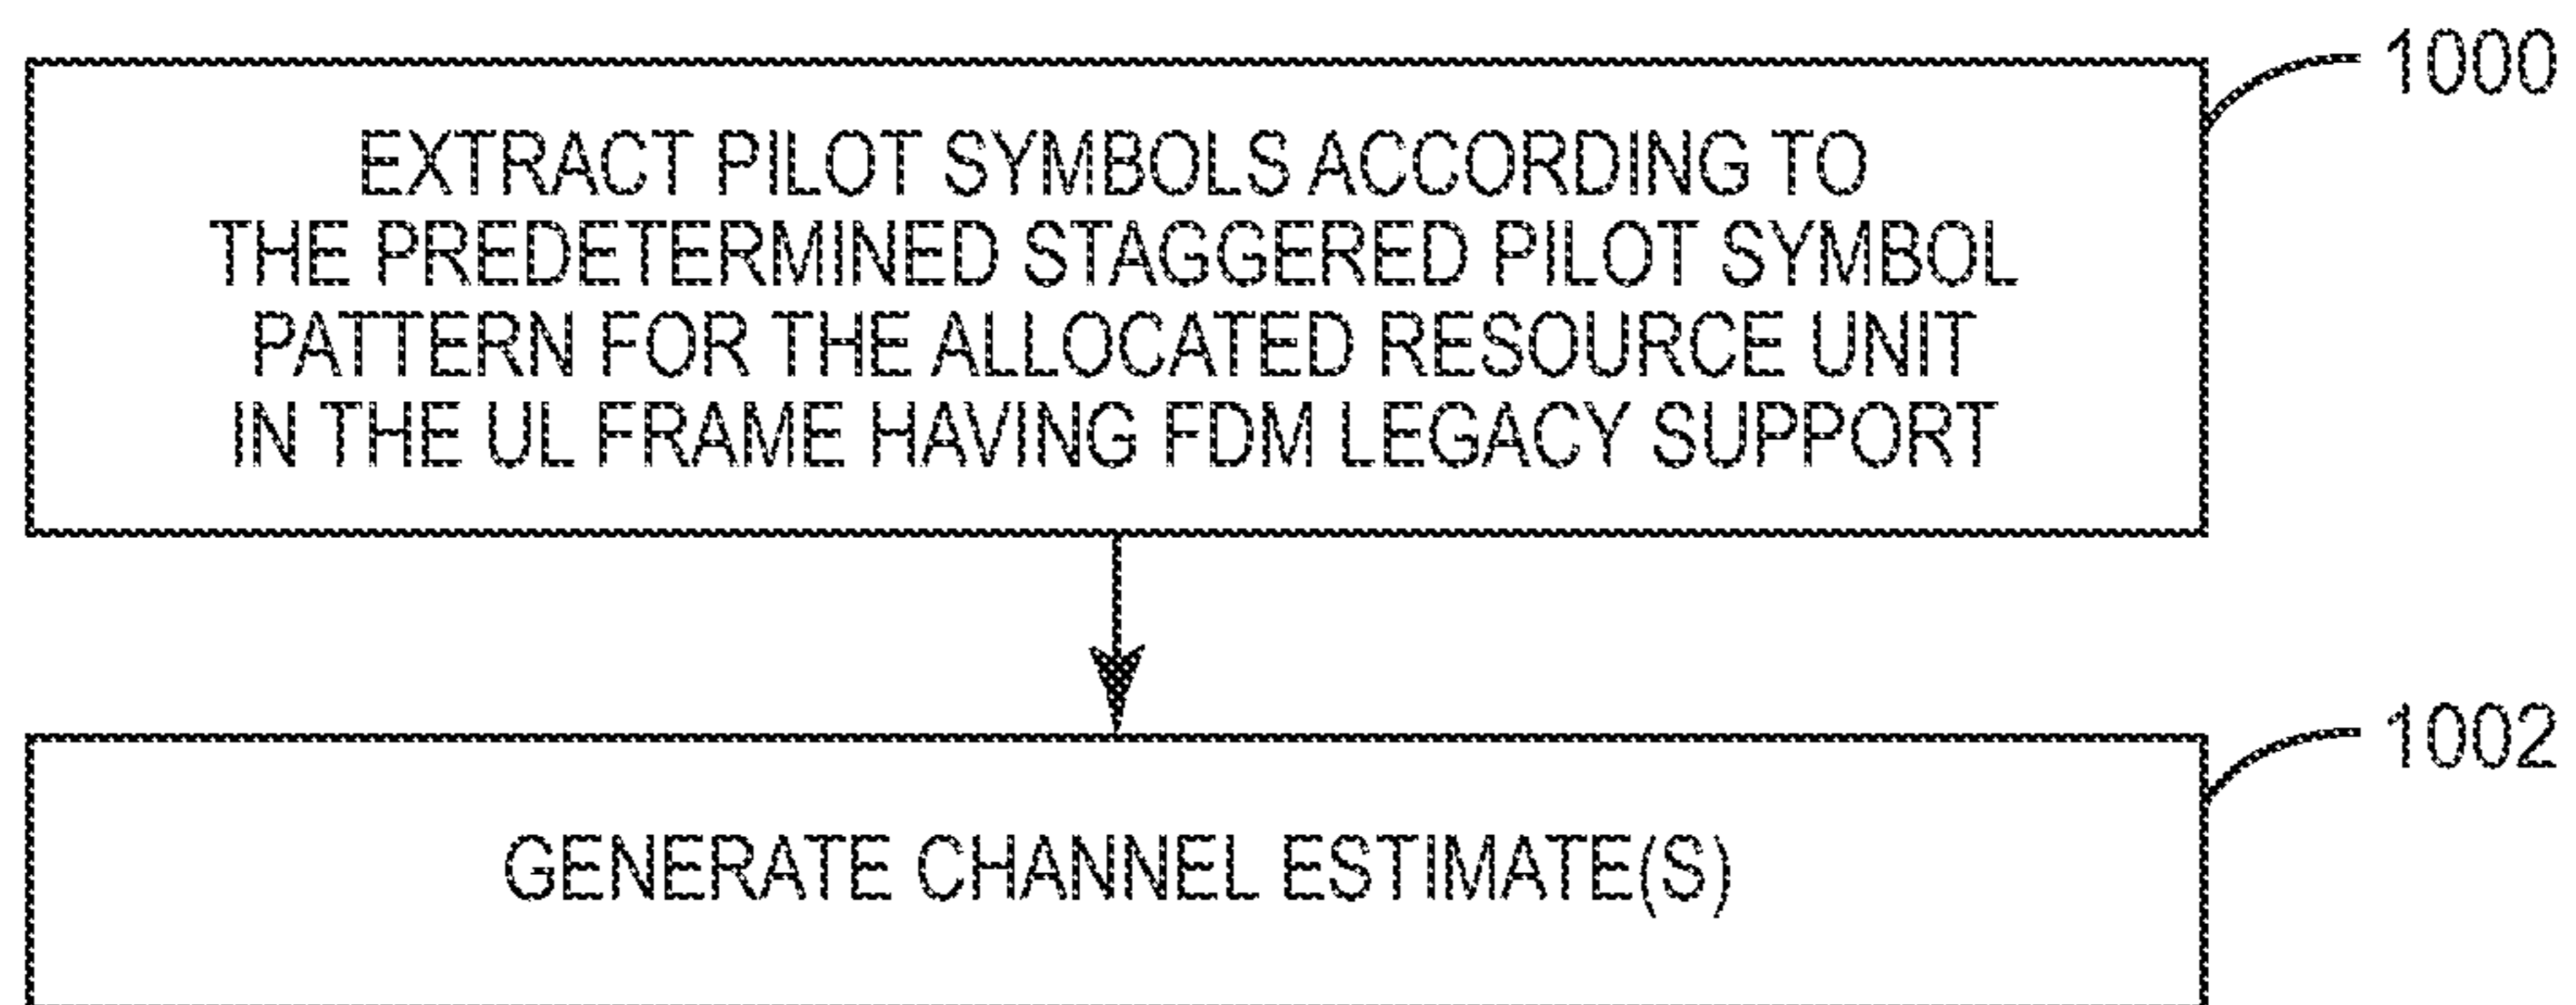 1000
EXTRACT PILOT SYMBOLS ACCORDING TO
THE PREDETERMINED STAGGERED PILOT SYMBOL
PATTERN FOR THE ALLOCATED RESOURCE UNIT
IN THE UL FRAME HAVING FDM LEGACY SUPPORT
1002
GENERATE CHANNEL ESTIMATE(S)